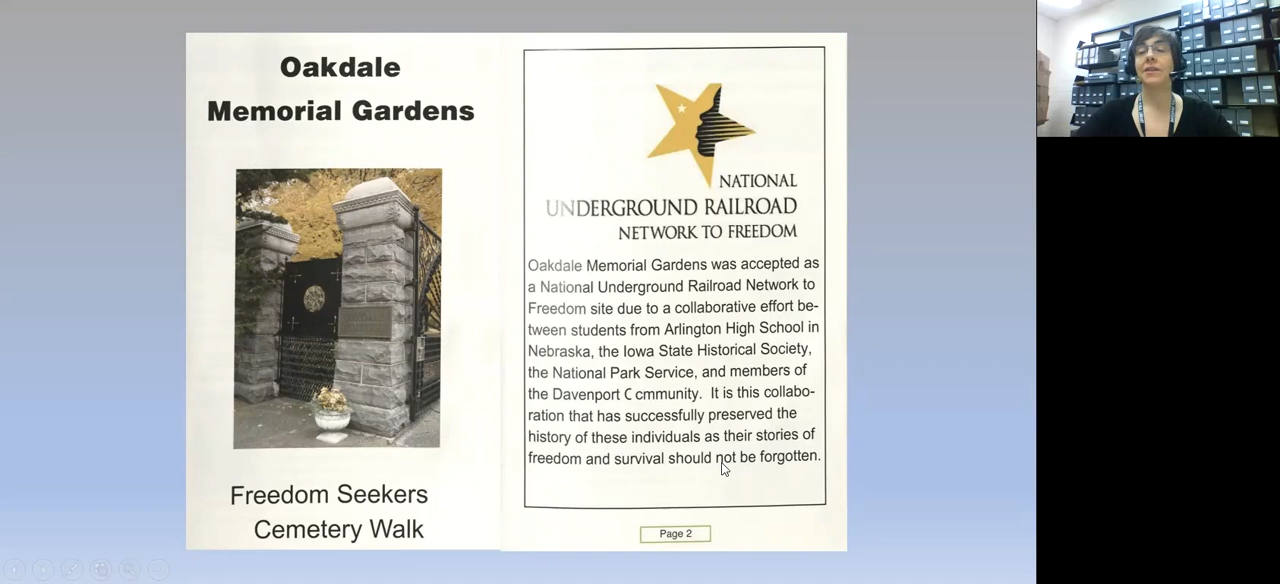 Oakdale
Memorial Gardens
Freedom Seekers
Cemetery Walk
NATIONAL
UNDERGROUND RAILROAD
NETWORK TO FREEDOM
Oakdale Memorial Gardens was accepted as
a National Underground Railroad Network to
Freedom site due to a collaborative effort be-
tween students from Arlington High School in
Nebraska, the Iowa State Historical Society,
the National Park Service, and members of
the Davenport C mmunity. It is this collabo-
ration that has successfully preserved the
history of these individuals as their stories of
freedom and survival should not be forgotten.
Page 2